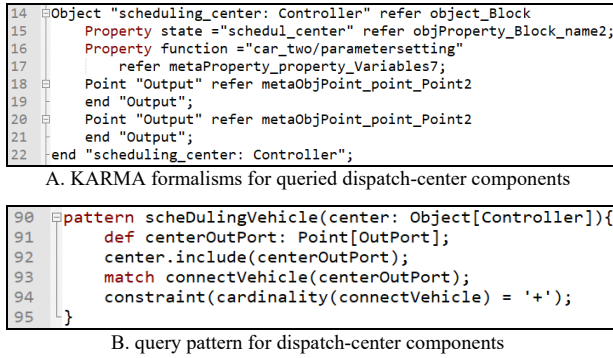 14 Object "scheduling_center: Controller" refer object_Block
15 Property state ="schedul_center" refer objProperty_Block_name2;
16 Property function ="car_two/parametersetting"
17 refer metaProperty_property_Variables7;
18 Point "Output" refer metaObjPoint_point_Point2
19 end "Output";
20 Point "Output" refer metaObjPoint_point_Point2
21 end "Output";
22 end "scheduling_center: Controller";
A. KARMA formalisms for queried dispatch-center components
90 pattern scheDulingVehicle(center: Object[Controller]){
91 def centerOutPort: Point[OutPort];
92 center.include(centerOutPort);
93 match connectVehicle(centerOutPort);
94 constraint(cardinality(connectVehicle) = '+');
95 }
B. query pattern for dispatch-center components